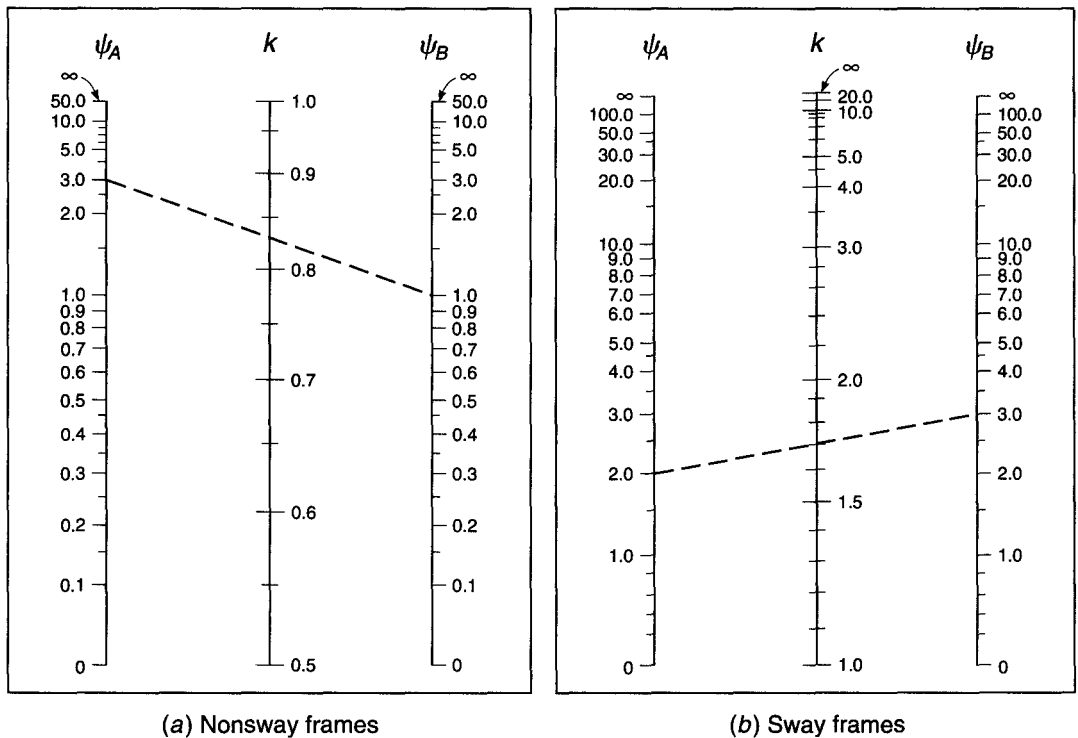 ψA k ψB
∞ ∞
50.0 1.0 50.0
10.0 10.0
5.0 5.0
3.0 0.9 3.0
2.0 2.0
0.8
1.0 1.0
0.9 0.9
0.8 0.8
0.7 0.7
0.6 0.7 0.6
0.5 0.5
0.4 0.4
0.3 0.3
0.2 0.6 0.2
0.1 0.1
0 0.5 0
(a) Nonsway frames
ψA k ψB
∞
∞ 20.0 ∞
100.0 10.0 100.0
50.0 50.0
30.0 5.0 30.0
20.0 4.0 20.0
10.0 3.0 10.0
9.0 9.0
8.0 8.0
7.0 7.0
6.0 6.0
5.0 5.0
4.0 2.0 4.0
3.0 3.0
2.0 2.0
1.5
1.0 1.0
0 1.0 0
(b) Sway frames